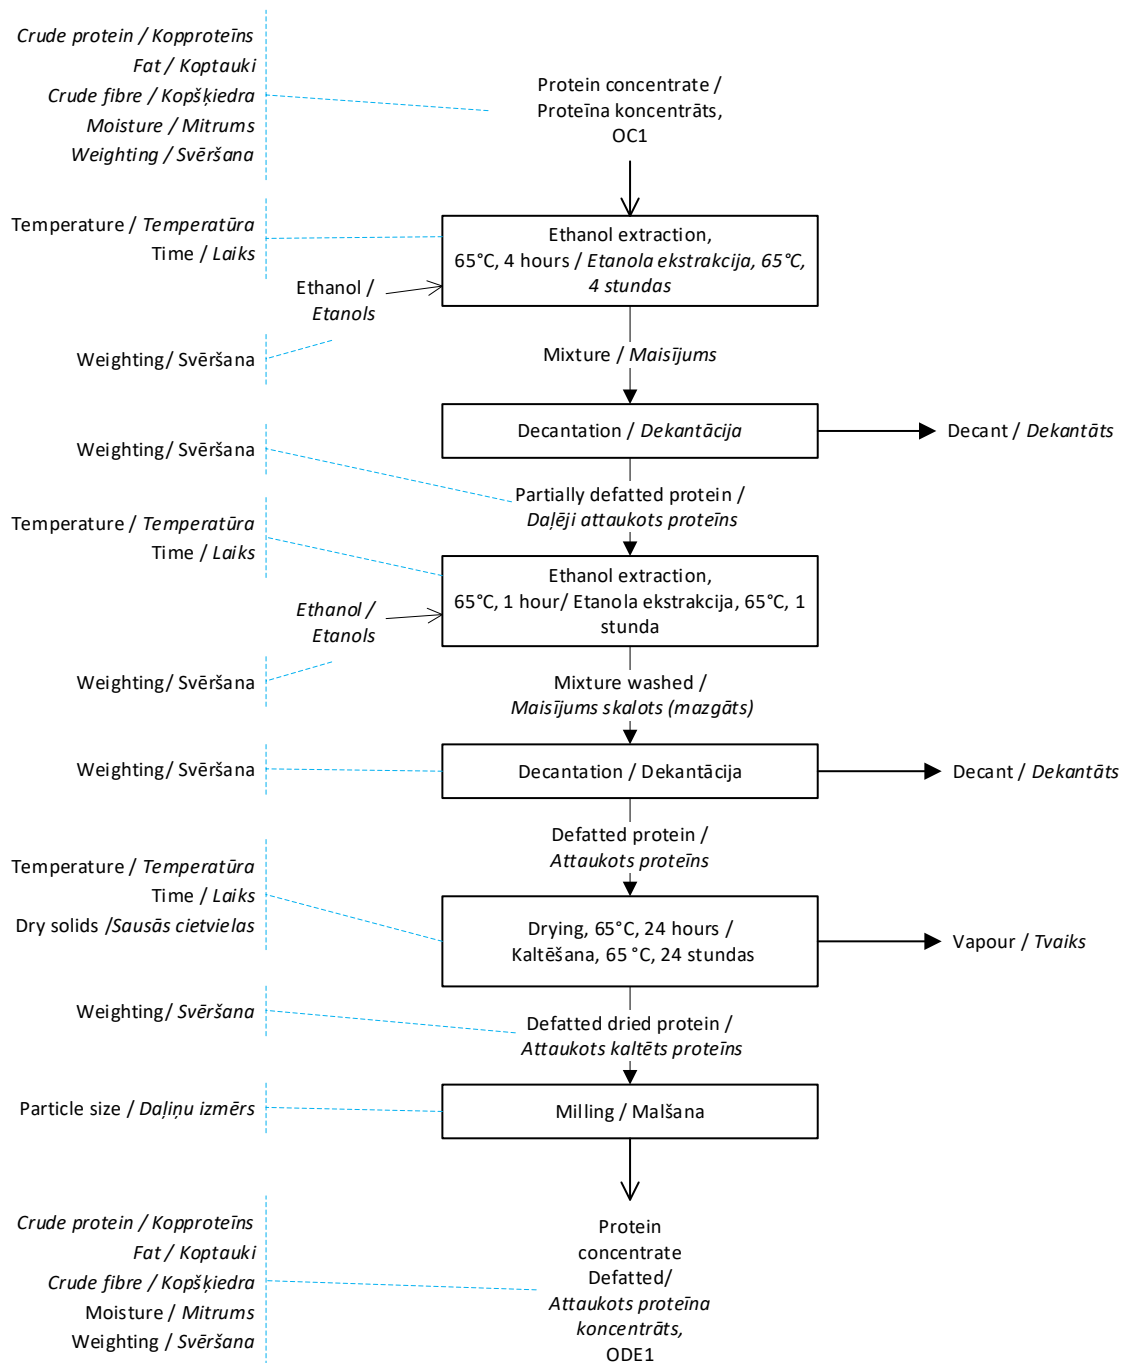 Crude protein / Kopproteīns
Fat / Koptauki
Crude fibre / Kopšķiedra
Moisture / Mitrums
Weighting / Svēršana
Protein concentrate /
Proteīna koncentrāts,
OC1
Temperature / Temperatūra
Time / Laiks
Ethanol extraction,
65°C, 4 hours / Etanola ekstrakcija, 65°C,
4 stundas
Ethanol /
Etanols
Weighting/ Svēršana
Mixture / Maisījums
Decantation / Dekantācija
Decant / Dekantāts
Weighting/ Svēršana
Partially defatted protein /
Daļēji attaukots proteīns
Temperature / Temperatūra
Time / Laiks
Ethanol extraction,
65°C, 1 hour/ Etanola ekstrakcija, 65°C, 1
stunda
Ethanol /
Etanols
Weighting/ Svēršana
Mixture washed /
Maisījums skalots (mazgāts)
Weighting/ Svēršana
Decantation / Dekantācija
Decant / Dekantāts
Defatted protein /
Attaukots proteīns
Temperature / Temperatūra
Time / Laiks
Dry solids /Sausās cietvielas
Drying, 65°C, 24 hours /
Kaltēšana, 65 °C, 24 stundas
Vapour / Tvaiks
Weighting/ Svēršana
Defatted dried protein /
Attaukots kaltēts proteīns
Particle size / Daļiņu izmērs
Milling / Malšana
Crude protein / Kopproteīns
Fat / Koptauki
Crude fibre / Kopšķiedra
Moisture / Mitrums
Weighting / Svēršana
Protein
concentrate
Defatted/
Attaukots proteīna
koncentrāts,
ODE1